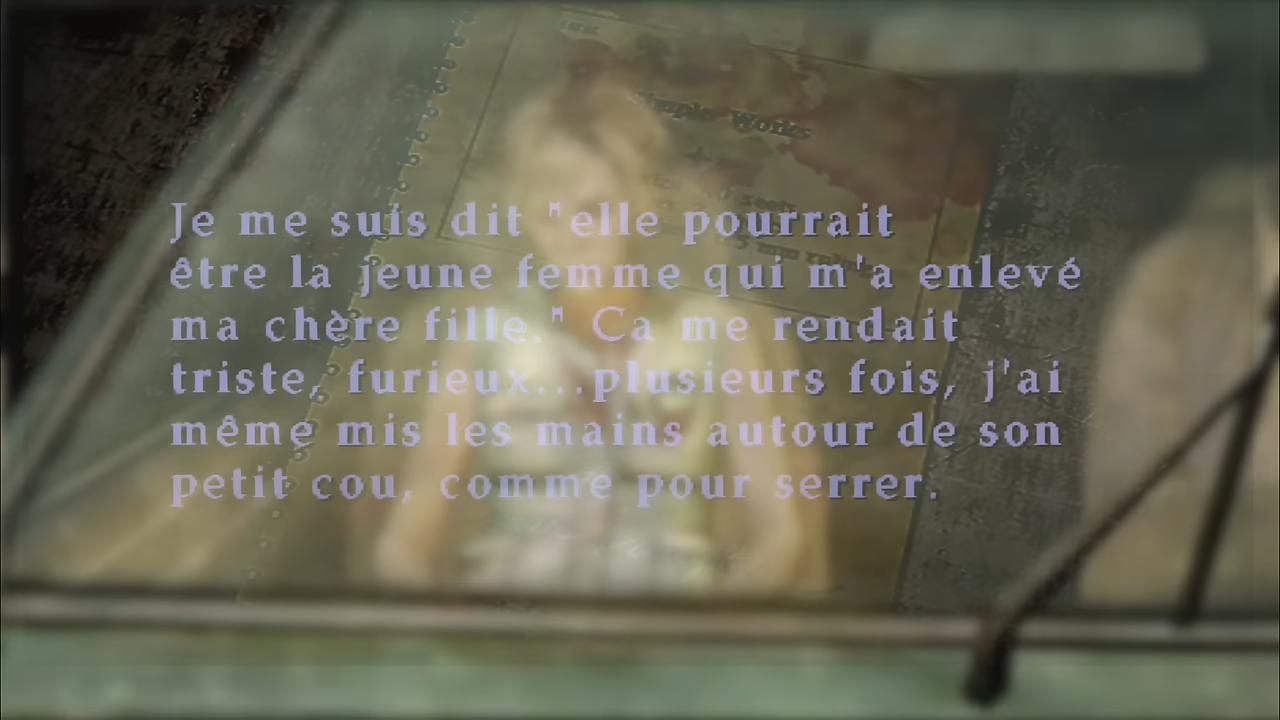 Works
Je me suis dit "elle pourrait
être la jeune femme qui m'a enlevé
ma chère fille." Ca me rendait
triste, furieux...plusieurs fois, j'ai
même mis les mains autour de son
petit cou, comme pour serrer.